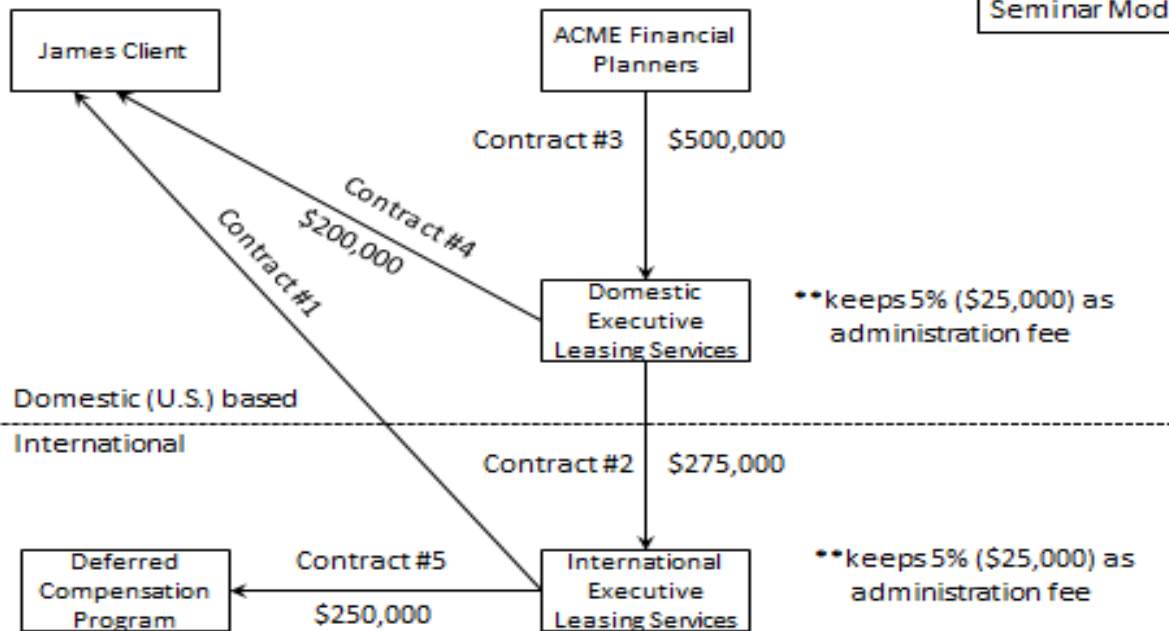 Seminar Mod
James Client
ACME Financial
Planners
Contract #3
$500,000
Contract #4
$200,000
Contract #1
Domestic
Executive
Leasing Services
**keeps 5% ($25,000) as
administration fee
Domestic (U.S.) based
International
Contract #2
$275,000
Deferred
Compensation
Program
Contract #5
$250,000
International
Executive
Leasing Services
**keeps 5% ($25,000) as
administration fee